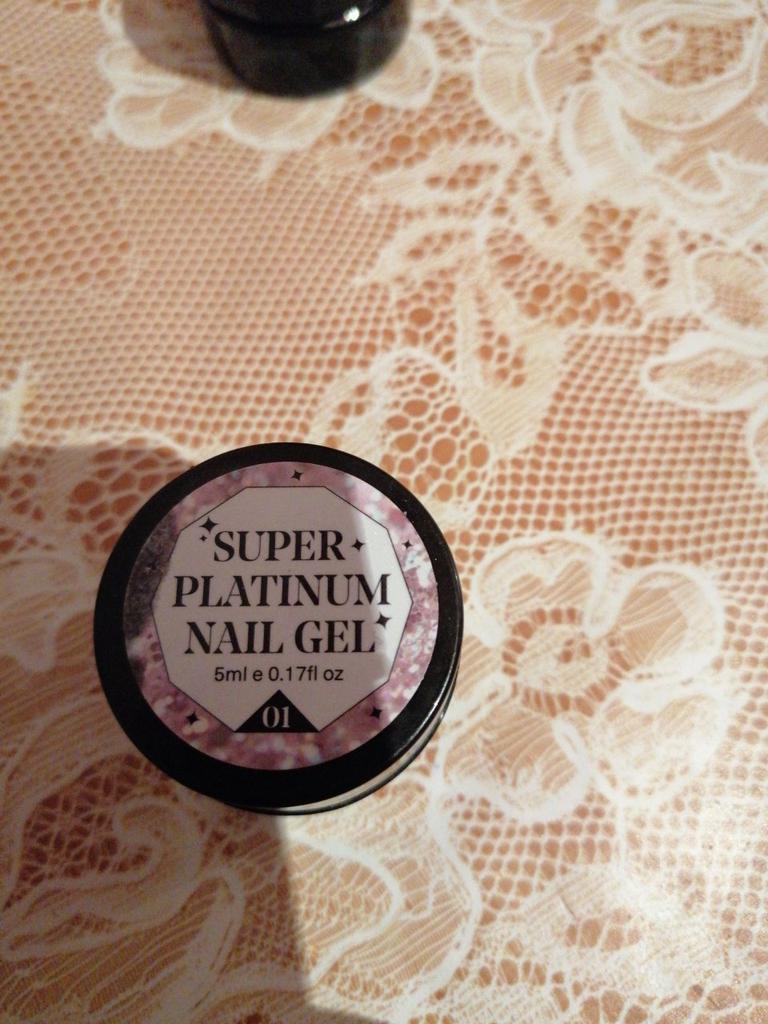 SUPER
PLATINUM
NAIL GEL
5ml e 0.17fl oz
01